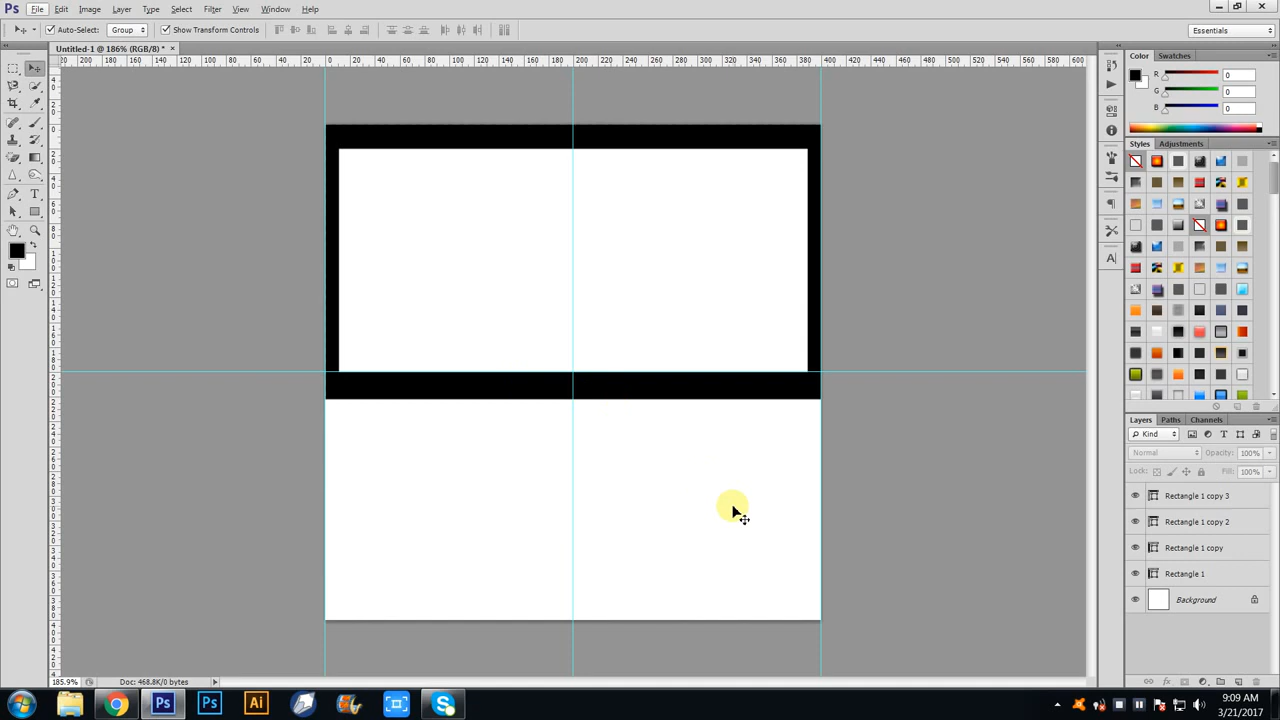 Ps File Edit Image Layer Type Select Filter View Window Help
Auto-Select: Group Show Transform Controls Essentials
Untitled-1 @ 186% (RGB/8) * ×
Color Swatches
R 0
G 0
B 0
Styles Adjustments
Layers Paths Channels
Kind
Normal Opacity: 100%
Lock: Fill: 100%
Rectangle 1 copy 3
Rectangle 1 copy 2
Rectangle 1 copy
Rectangle 1
Background
185.9% Doc: 468.8K/0 bytes
Ps Ps Ai S
9:09 AM
3/21/2017